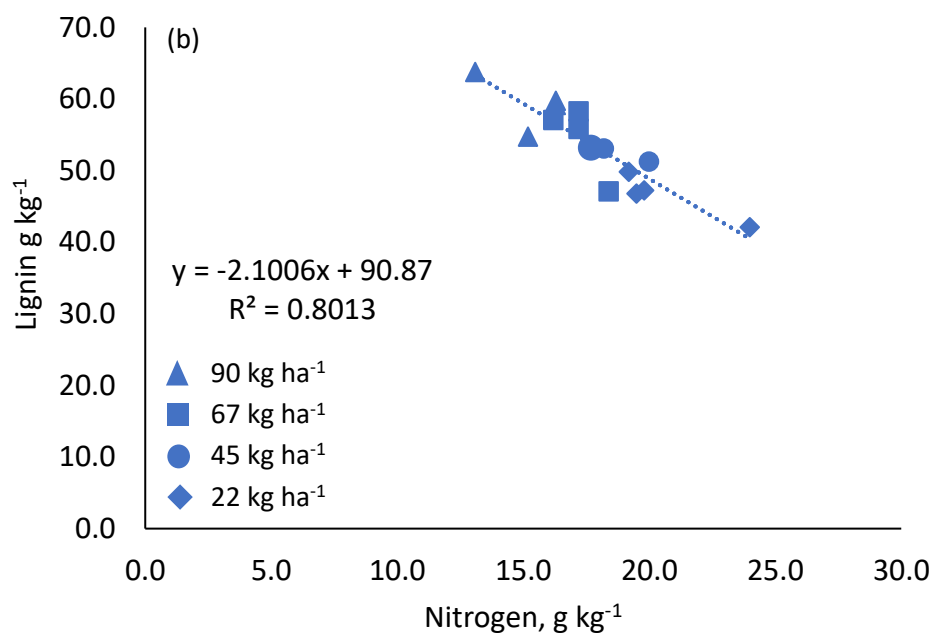 (b)
70.0
60.0
50.0
40.0
30.0
20.0
10.0
0.0
Lignin g kg⁻¹
y = -2.1006x + 90.87
R² = 0.8013
90 kg ha⁻¹
67 kg ha⁻¹
45 kg ha⁻¹
22 kg ha⁻¹
0.0 5.0 10.0 15.0 20.0 25.0 30.0
Nitrogen, g kg⁻¹